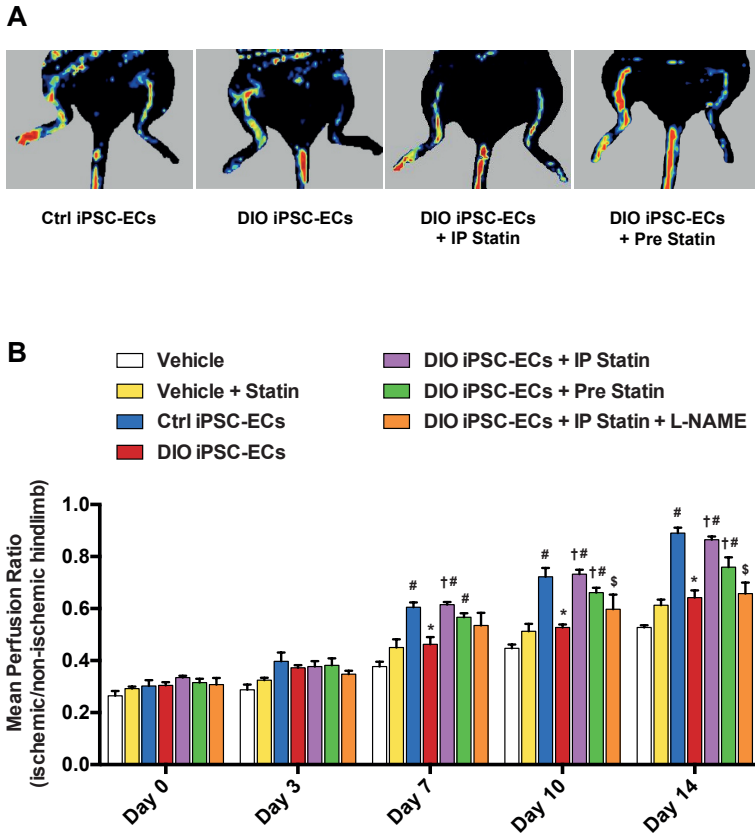 A
Ctrl iPSC-ECs
DIO iPSC-ECs
DIO iPSC-ECs
+ IP Statin
DIO iPSC-ECs
+ Pre Statin
B
Vehicle
Vehicle + Statin
Ctrl iPSC-ECs
DIO iPSC-ECs
DIO iPSC-ECs + IP Statin
DIO iPSC-ECs + Pre Statin
DIO iPSC-ECs + IP Statin + L-NAME
Mean Perfusion Ratio
(ischemic/non-ischemic hindlimb)
1.0
0.8
0.6
0.4
0.2
0.0
# * †# #
# * †# †# $
# * †# †# $
Day 0
Day 3
Day 7
Day 10
Day 14